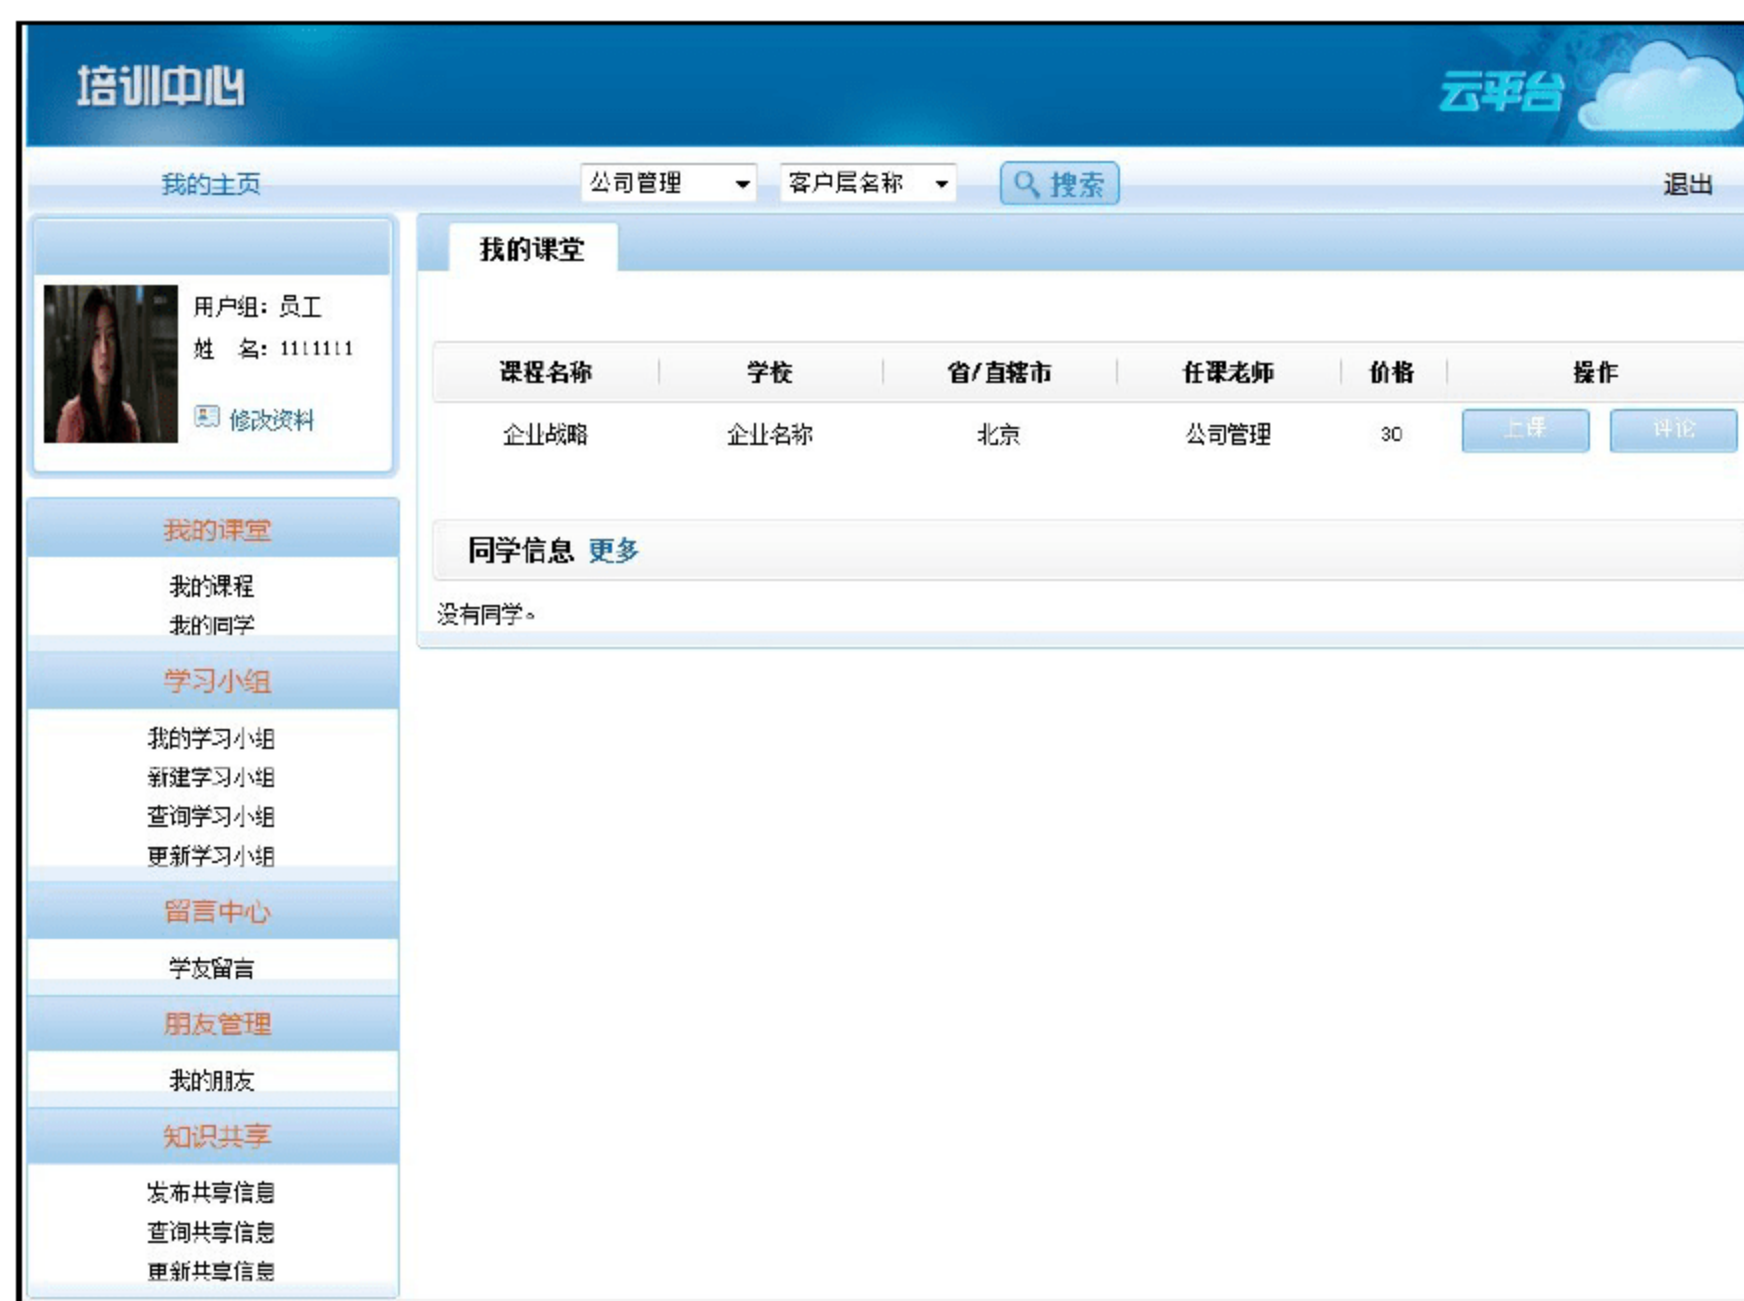 培训中心
云平台
我的主页 公司管理 客户层名称 搜索 退出
我的课堂
用户组：员工
姓 名：1111111
修改资料
课程名称 学校 省/直辖市 任课老师 价格 操作
企业战略 企业名称 北京 公司管理 30 上课 评论
同学信息 更多
没有同学。
我的课堂
我的课程
我的同学
学习小组
我的学习小组
新建学习小组
查询学习小组
更新学习小组
留言中心
学友留言
朋友管理
我的朋友
知识共享
发布共享信息
查询共享信息
更新共享信息